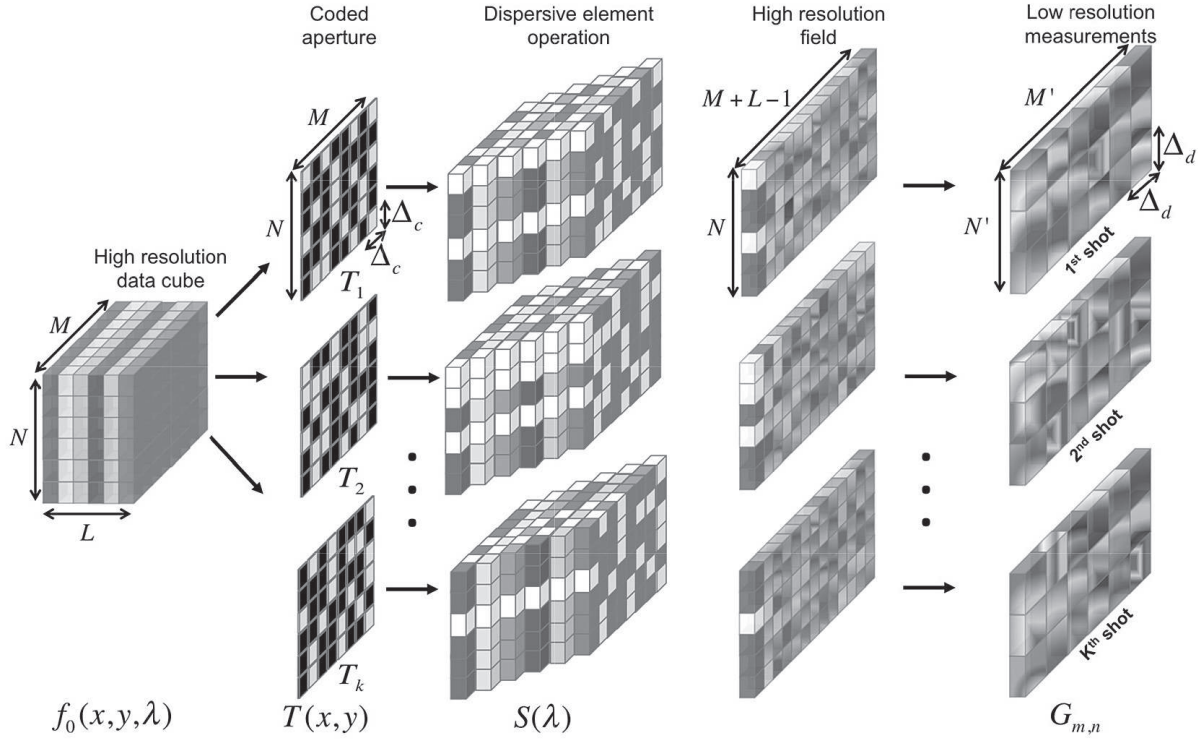 Coded
aperture
Dispersive element
operation
High resolution
field
Low resolution
measurements
M
N
Δc
Δc
T1
M + L − 1
N
M'
N'
Δd
Δd
1st shot
High resolution
data cube
M
N
L
T2
2nd shot
Tk
Kth shot
f0(x,y,λ)
T(x,y)
S(λ)
Gm,n